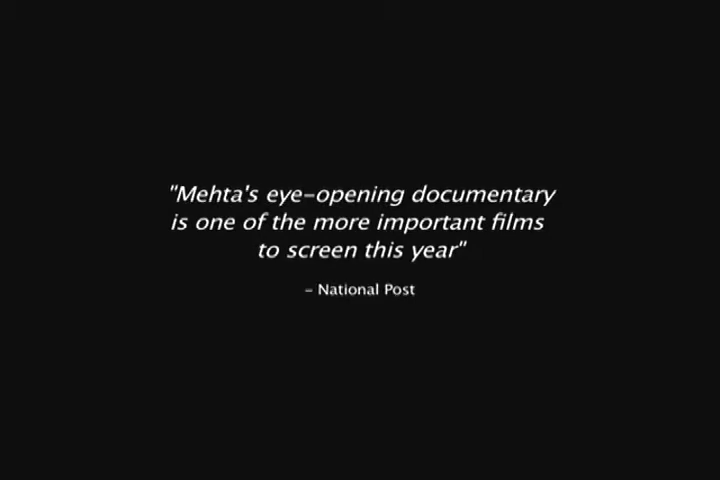 "Mehta's eye-opening documentary
is one of the more important films
to screen this year"
- National Post